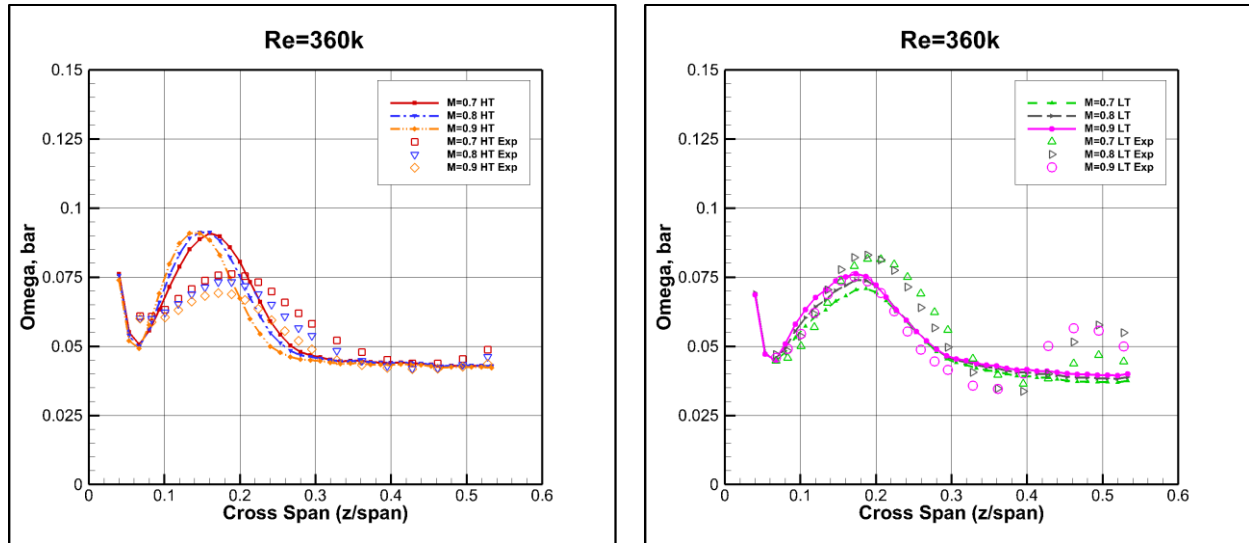 Re=360k
0.15
0.125
0.1
0.075
0.05
0.025
0
Omega, bar
M=0.7 HT
M=0.8 HT
M=0.9 HT
M=0.7 HT Exp
M=0.8 HT Exp
M=0.9 HT Exp
0 0.1 0.2 0.3 0.4 0.5 0.6
Cross Span (z/span)
Re=360k
0.15
0.125
0.1
0.075
0.05
0.025
0
Omega, bar
M=0.7 LT
M=0.8 LT
M=0.9 LT
M=0.7 LT Exp
M=0.8 LT Exp
M=0.9 LT Exp
0 0.1 0.2 0.3 0.4 0.5 0.6
Cross Span (z/span)